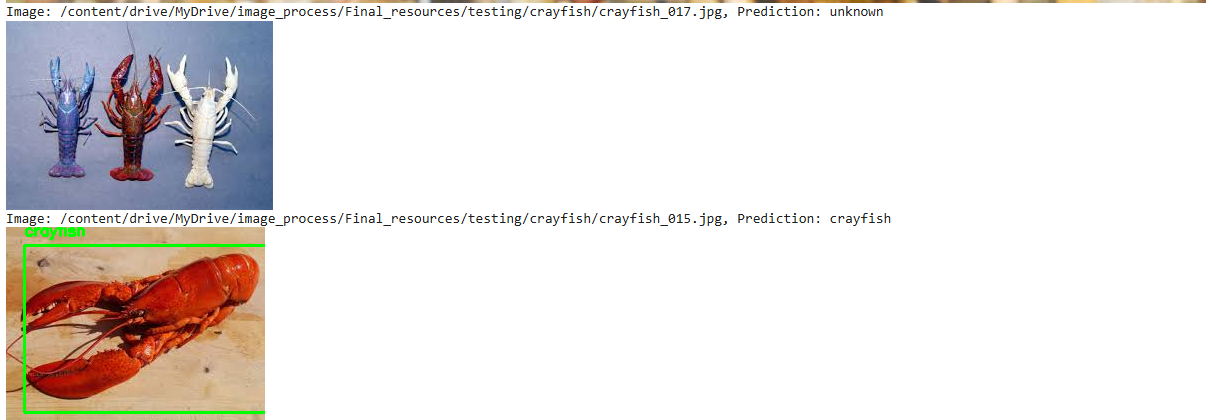 Image: /content/drive/MyDrive/image_process/Final_resources/testing/crayfish/crayfish_017.jpg, Prediction: unknown
Image: /content/drive/MyDrive/image_process/Final_resources/testing/crayfish/crayfish_015.jpg, Prediction: crayfish
crayfish